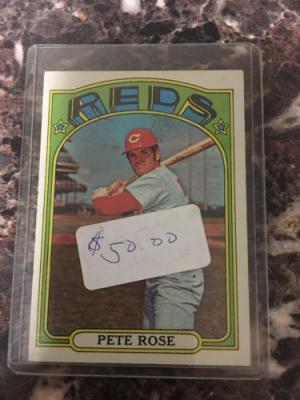 REDS
C
$50.00
PETE ROSE